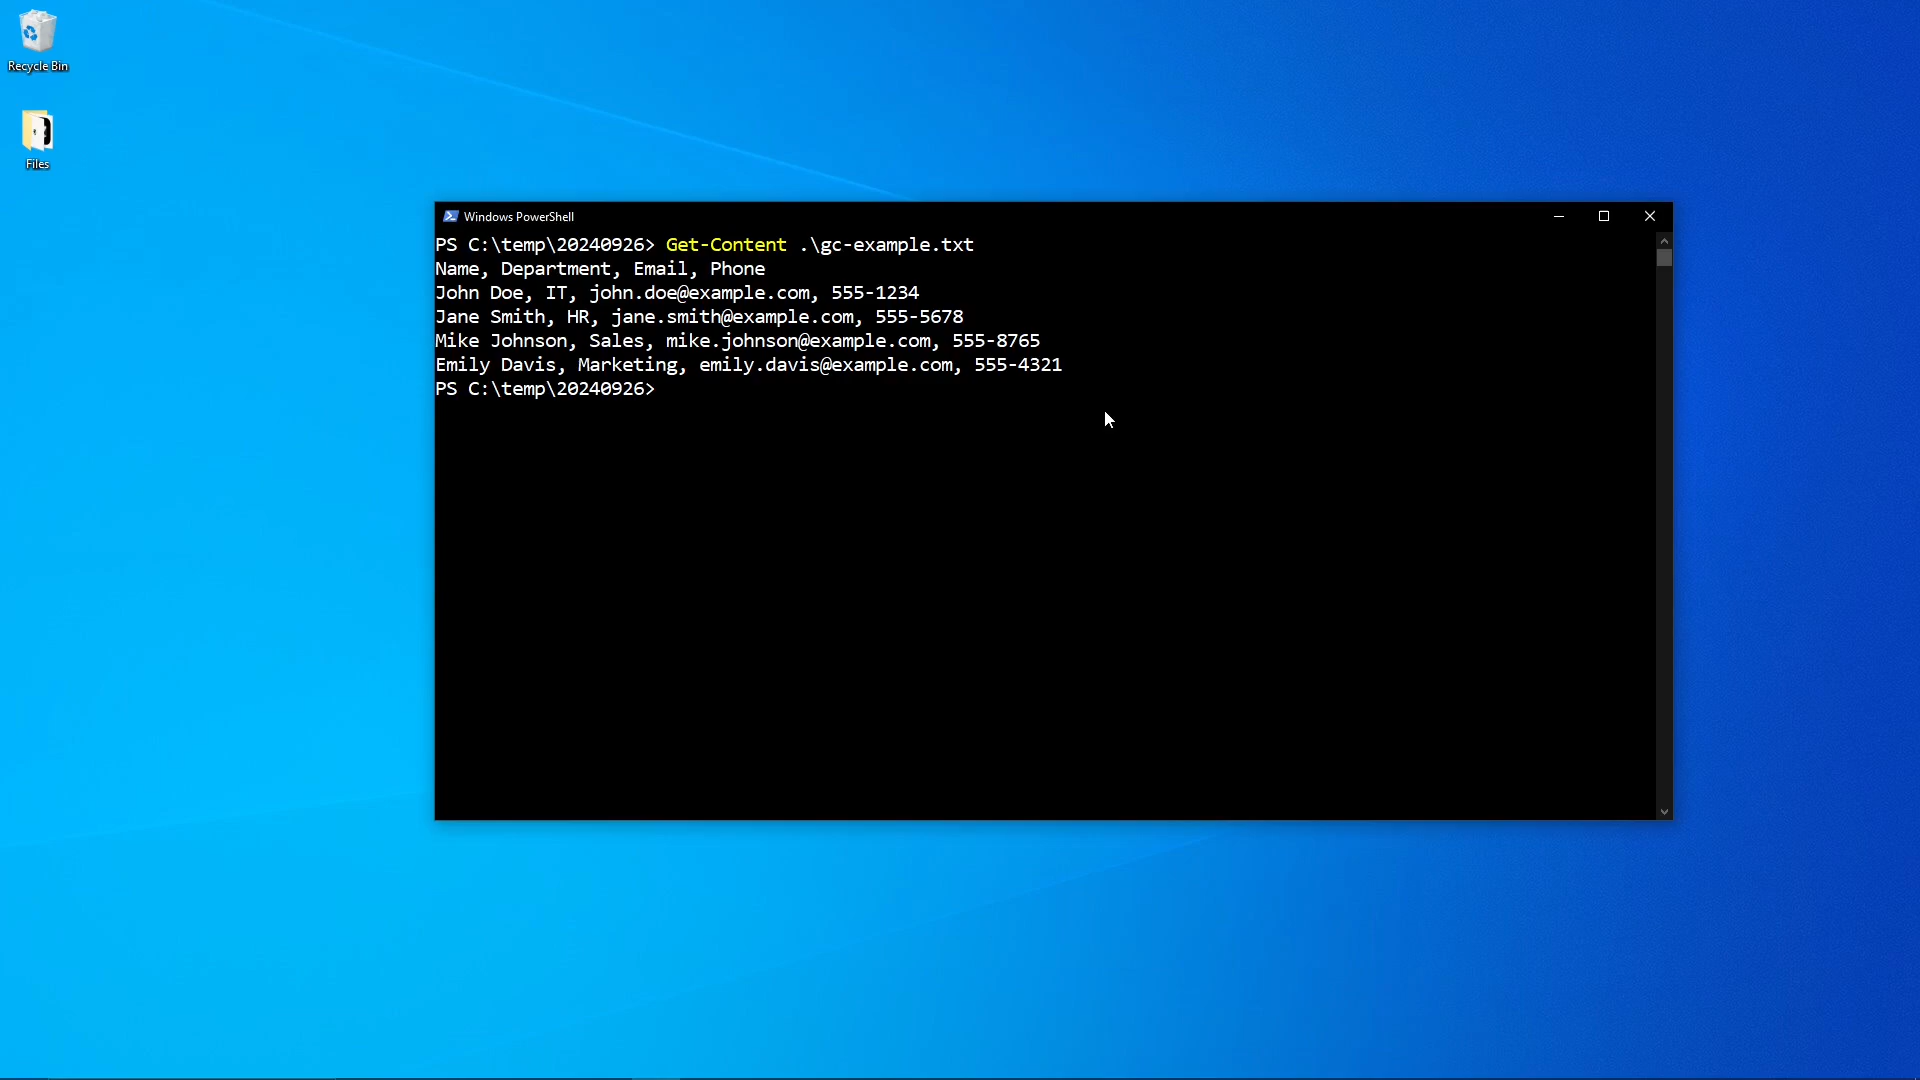 Recycle Bin
Files
Windows PowerShell
PS C:\temp\20240926> Get-Content .\gc-example.txt
Name, Department, Email, Phone
John Doe, IT, john.doe@example.com, 555-1234
Jane Smith, HR, jane.smith@example.com, 555-5678
Mike Johnson, Sales, mike.johnson@example.com, 555-8765
Emily Davis, Marketing, emily.davis@example.com, 555-4321
PS C:\temp\20240926>